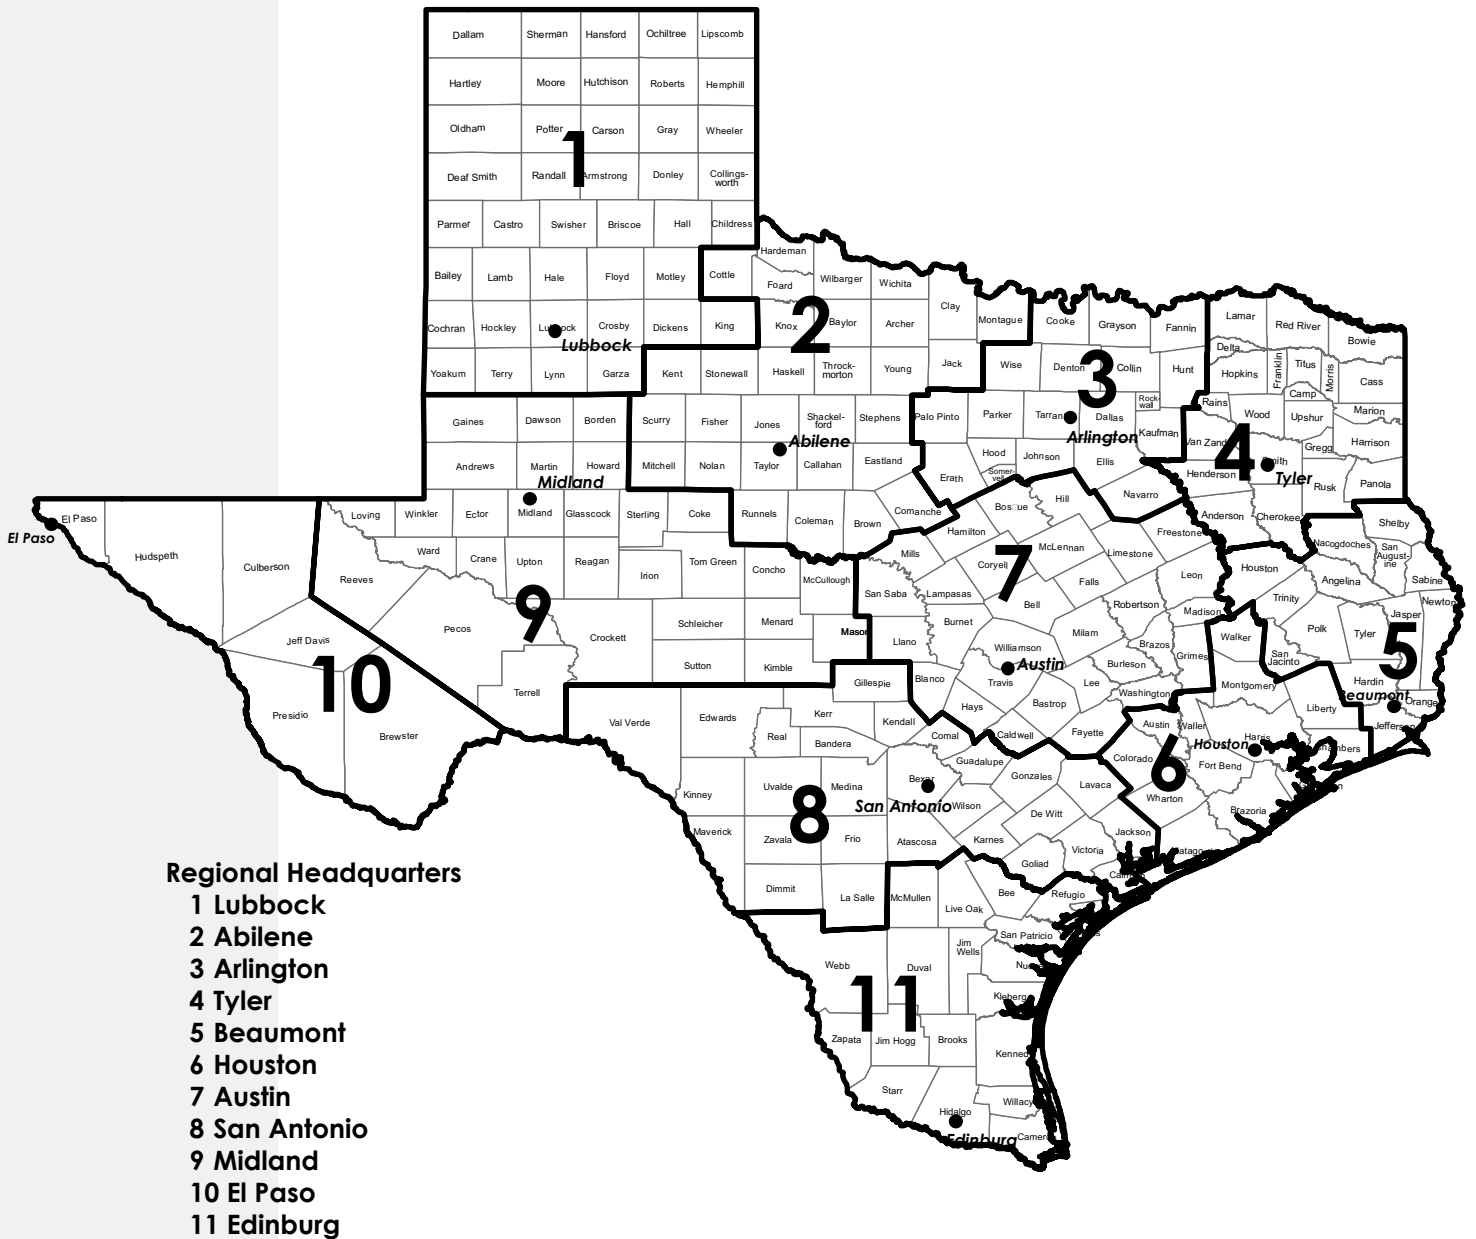 Dallam Sherman Hansford Ochiltree Lipscomb
Hartley Moore Hutchison Roberts Hemphill
Oldham Potter Carson Gray Wheeler
1
Deaf Smith Randall Armstrong Donley Collings-
worth
Parmer Castro Swisher Briscoe Hall Childress
Hardeman
Bailey Lamb Hale Floyd Motley Cottle Foard Wilbarger Wichita
Clay
Cochran Hockley Crosby Dickens King Knox Baylor Archer Montague Cooke Grayson Fannin Lamar Red River Bowie
2
Lubbock
Delta
Yoakum Terry Lynn Garza Kent Stonewall Haskell Throck-
morton Young Jack Wise Denton Collin Hunt Hopkins Franklin Titus Morris Cass
3
Gaines Dawson Borden Scurry Fisher Jones Shackel-
ford Stephens Palo Pinto Parker Dallas Rock-
wall Rains Wood Camp Upshur Marion
Abilene
Arlington
Kaufman
4
Gregg Harrison
Andrews Martin Howard Mitchell Nolan Taylor Callahan Eastland Erath Hood Johnson Ellis Henderson
Somer-
vell
Tyler
Rusk Panola
Midland
El Paso Loving Winkler Ector Midland Glasscock Sterling Coke Runnels Coleman Brown Comanche Hamilton Hill Navarro Anderson Cherokee Shelby
El Paso
Hudspeth Culberson Reeves Ward Crane Upton Reagan Irion Tom Green Concho McCullough Mills
7
Coryell McLennan Limestone Freestone Houston Nacogdoches San
August-
ine Sabine
San Saba Lampasas Bell Falls Leon Trinity Angelina
9
Robertson Madison Newton Jasper
Pecos Crockett Schleicher Menard Mason Llano Burnet Milam Brazos Grimes Walker Polk Tyler
5
Jeff Davis Sutton Kimble Williamson San
Jacinto
10
Austin
Burleson
Terrell Gillespie Blanco Travis Lee Washington Montgomery Hardin
Presidio Val Verde Edwards Kerr Kendall Hays Bastrop Liberty Orange
Brewster Real Bandera Comal Caldwell Fayette Austin Waller Harris Jefferson
Houston
6
Guadalupe Colorado Fort Bend
Kinney Uvalde Medina Gonzales Lavaca Wharton
8
San Antonio
Wilson De Witt Brazoria
Maverick Zavala Frio Atascosa Karnes Jackson
Goliad Victoria
Dimmit La Salle McMullen Live Oak Bee Refugio
San Patricio
Webb Duval Jim
Wells
11
Kleberg
Zapata Jim Hogg Brooks
Starr Hidalgo Willacy
Edinburg
Regional Headquarters
1 Lubbock
2 Abilene
3 Arlington
4 Tyler
5 Beaumont
6 Houston
7 Austin
8 San Antonio
9 Midland
10 El Paso
11 Edinburg